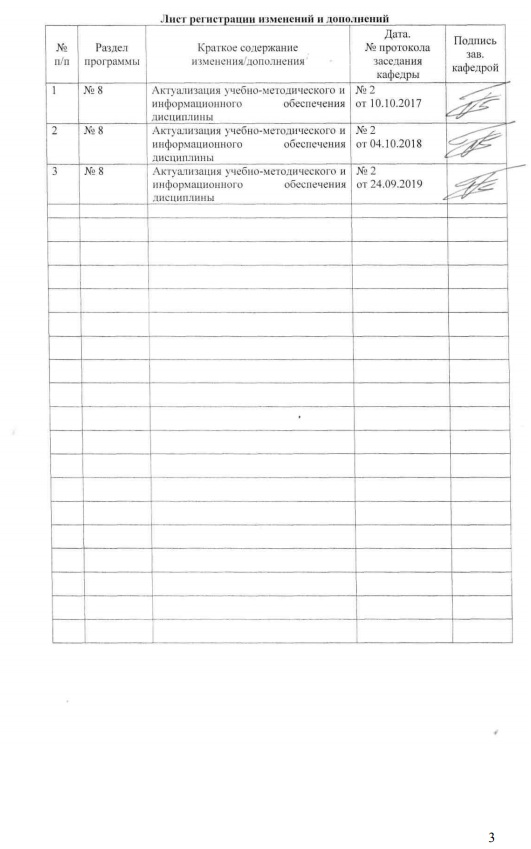 Лист регистрации изменений и дополнений
№
п/п
Раздел
программы
Краткое содержание
изменения/дополнения
Дата.
№ протокола
заседания
кафедры
Подпись
зав.
кафедрой
1
№ 8
Актуализация учебно-методического и
информационного обеспечения
дисциплины
№ 2
от 10.10.2017
2
№ 8
Актуализация учебно-методического и
информационного обеспечения
дисциплины
№ 2
от 04.10.2018
3
№ 8
Актуализация учебно-методического и
информационного обеспечения
дисциплины
№ 2
от 24.09.2019
3